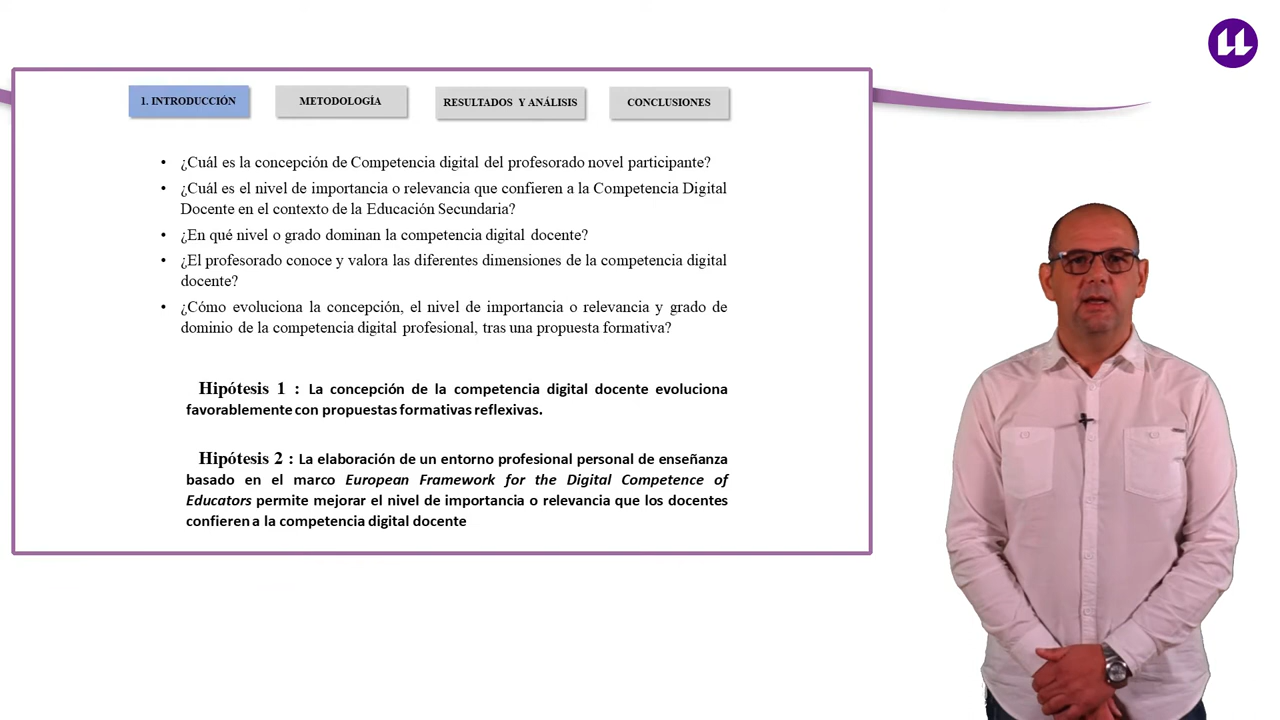 1. INTRODUCCIÓN
METODOLOGÍA
RESULTADOS Y ANÁLISIS
CONCLUSIONES
• ¿Cuál es la concepción de Competencia digital del profesorado novel participante?
• ¿Cuál es el nivel de importancia o relevancia que confieren a la Competencia Digital
Docente en el contexto de la Educación Secundaria?
• ¿En qué nivel o grado dominan la competencia digital docente?
• ¿El profesorado conoce y valora las diferentes dimensiones de la competencia digital
docente?
• ¿Cómo evoluciona la concepción, el nivel de importancia o relevancia y grado de
dominio de la competencia digital profesional, tras una propuesta formativa?
Hipótesis 1 : La concepción de la competencia digital docente evoluciona
favorablemente con propuestas formativas reflexivas.
Hipótesis 2 : La elaboración de un entorno profesional personal de enseñanza
basado en el marco European Framework for the Digital Competence of
Educators permite mejorar el nivel de importancia o relevancia que los docentes
confieren a la competencia digital docente